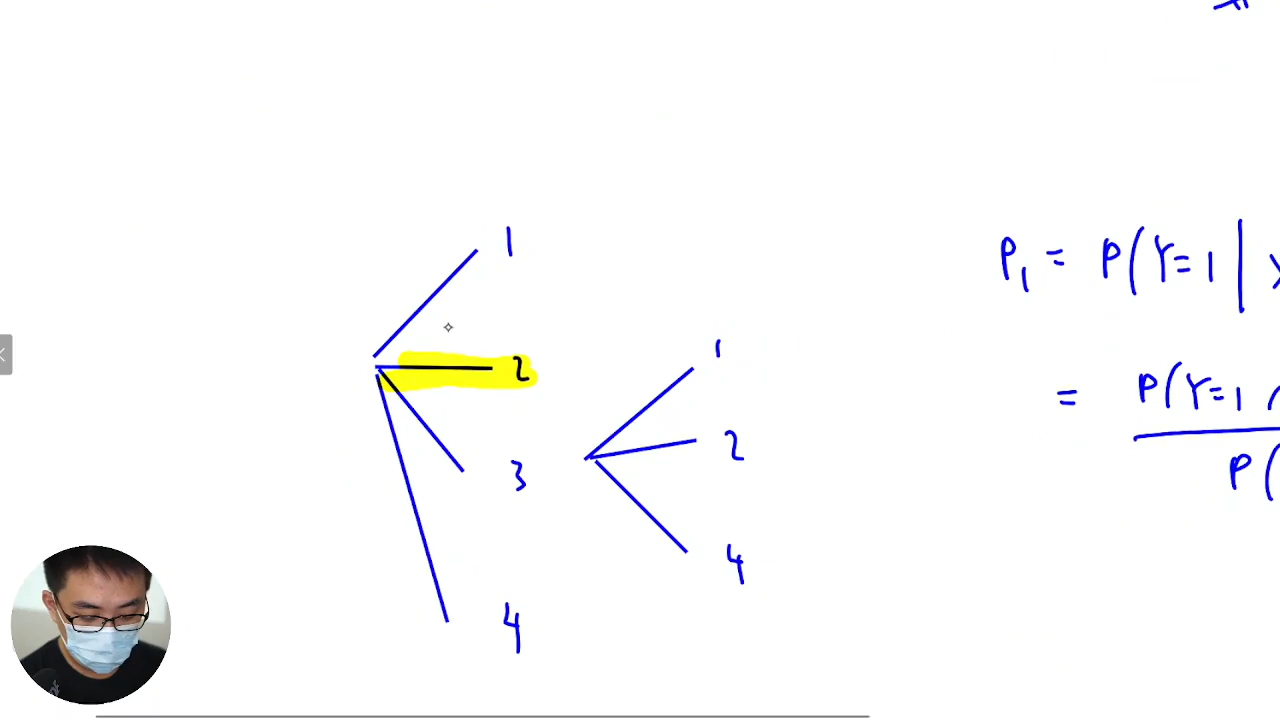 1
2
3
4
1
2
4
P₁ = P(Y=1 |
= P(Y=1
P(